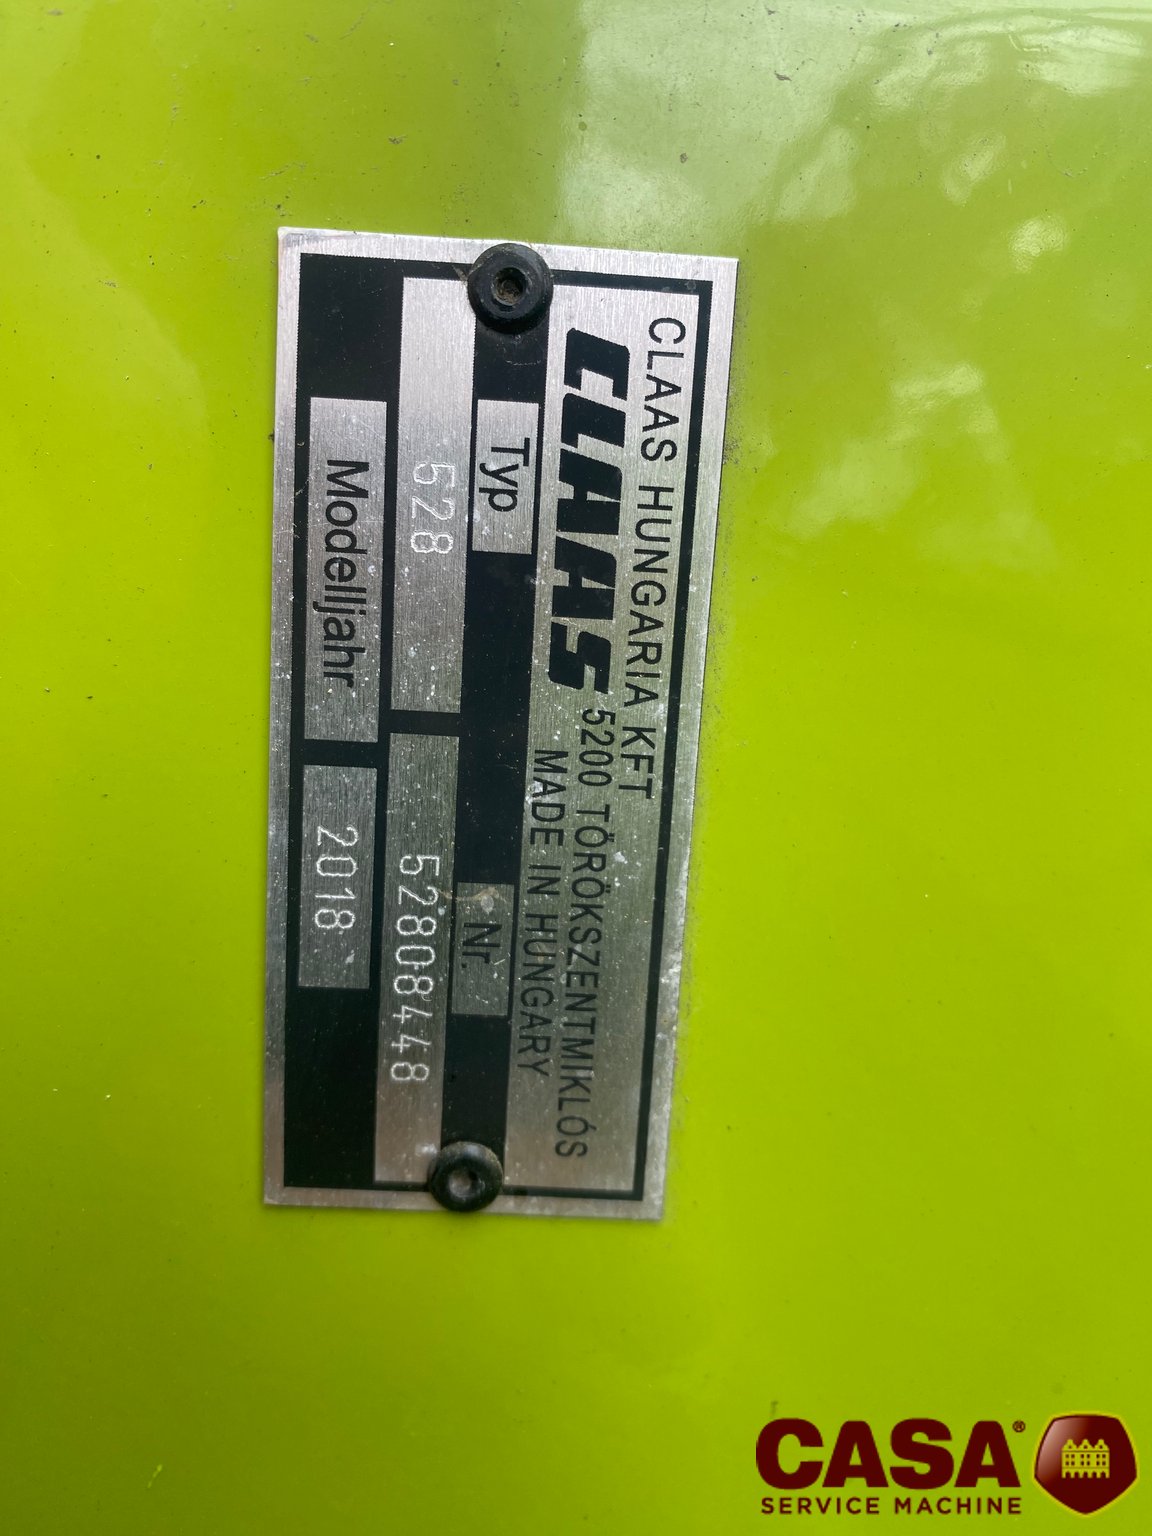 CLAAS HUNGARIA KFT
CLAAS
5200 TÖRÖKSZENTMIKLÓS
MADE IN HUNGARY
Typ
Nr.
528
52808448
Modelljahr
2018
CASA®
SERVICE MACHINE